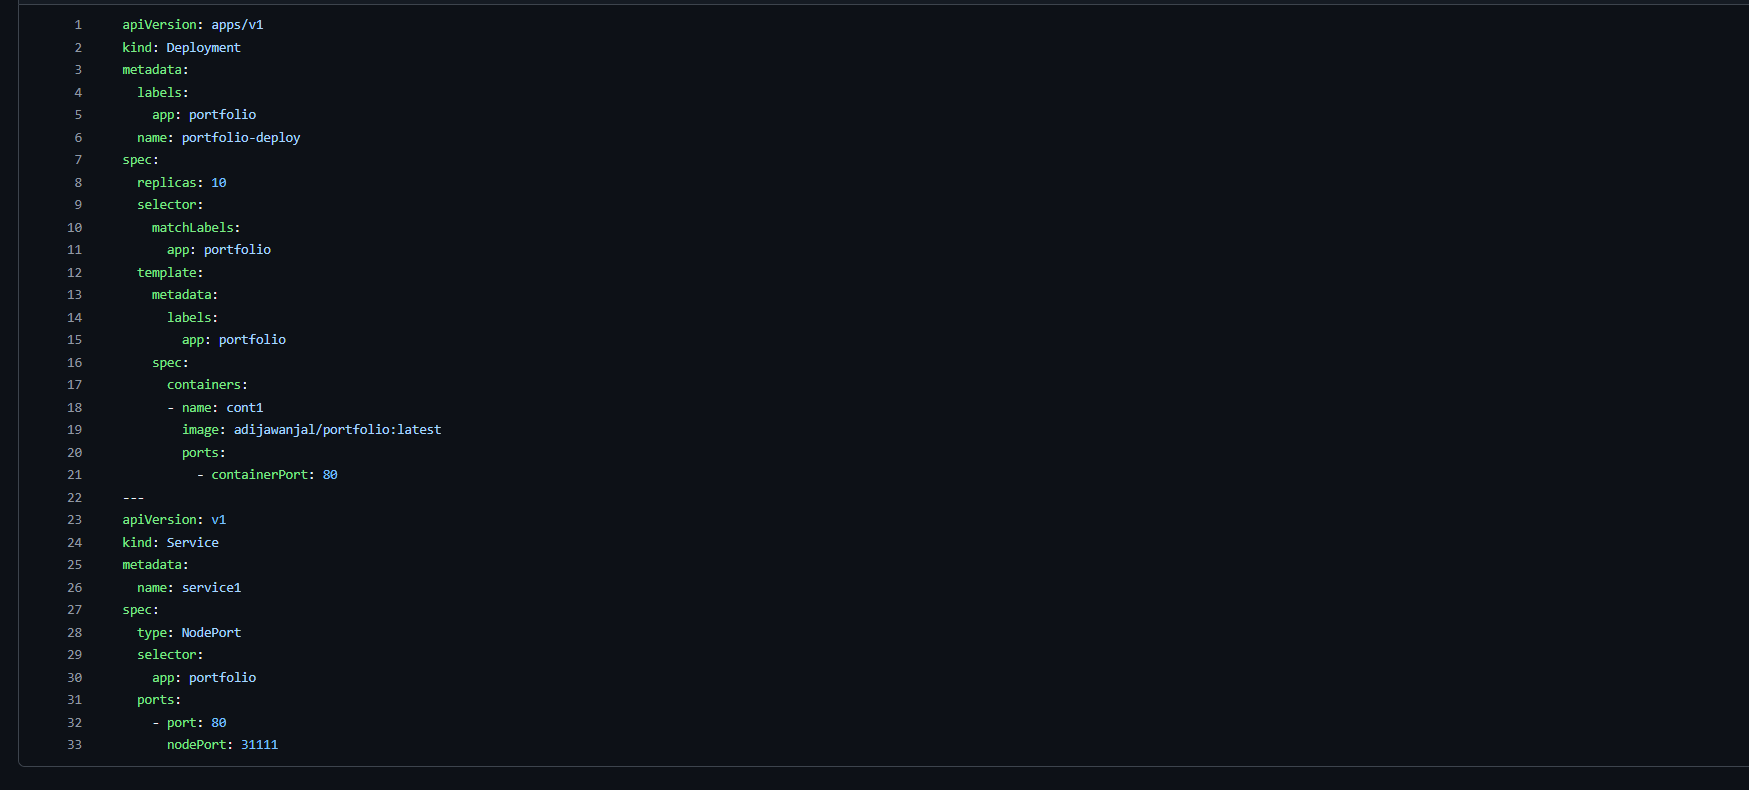 1 apiVersion: apps/v1
2 kind: Deployment
3 metadata:
4   labels:
5     app: portfolio
6   name: portfolio-deploy
7 spec:
8   replicas: 10
9   selector:
10     matchLabels:
11       app: portfolio
12   template:
13     metadata:
14       labels:
15         app: portfolio
16     spec:
17       containers:
18       - name: cont1
19         image: adijawanjal/portfolio:latest
20         ports:
21           - containerPort: 80
22 ---
23 apiVersion: v1
24 kind: Service
25 metadata:
26   name: service1
27 spec:
28   type: NodePort
29   selector:
30     app: portfolio
31   ports:
32     - port: 80
33       nodePort: 31111